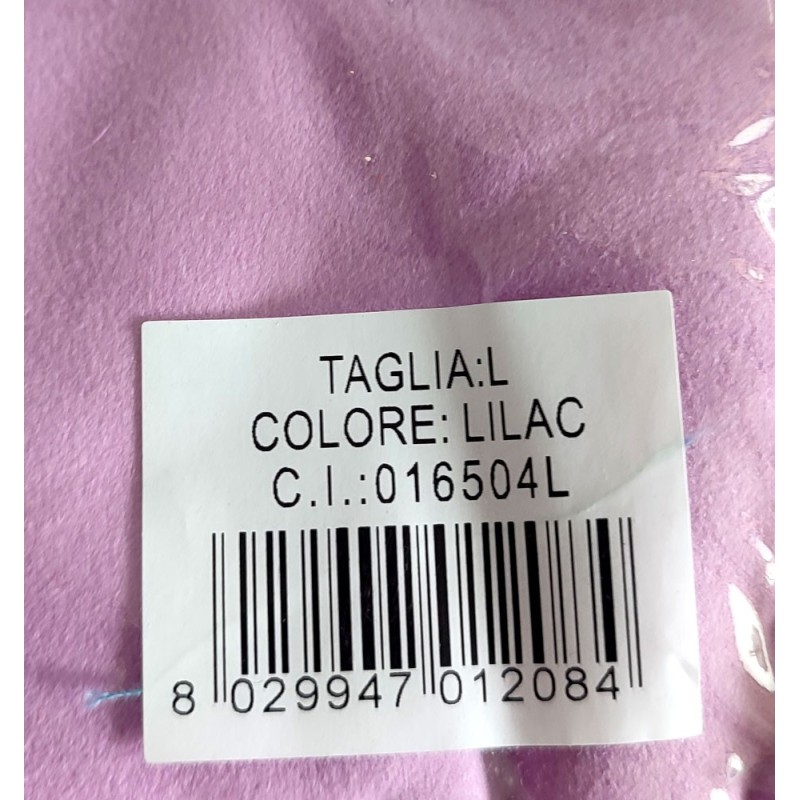 TAGLIA:L
COLORE: LILAC
C.I.:016504L
8 029947 012084